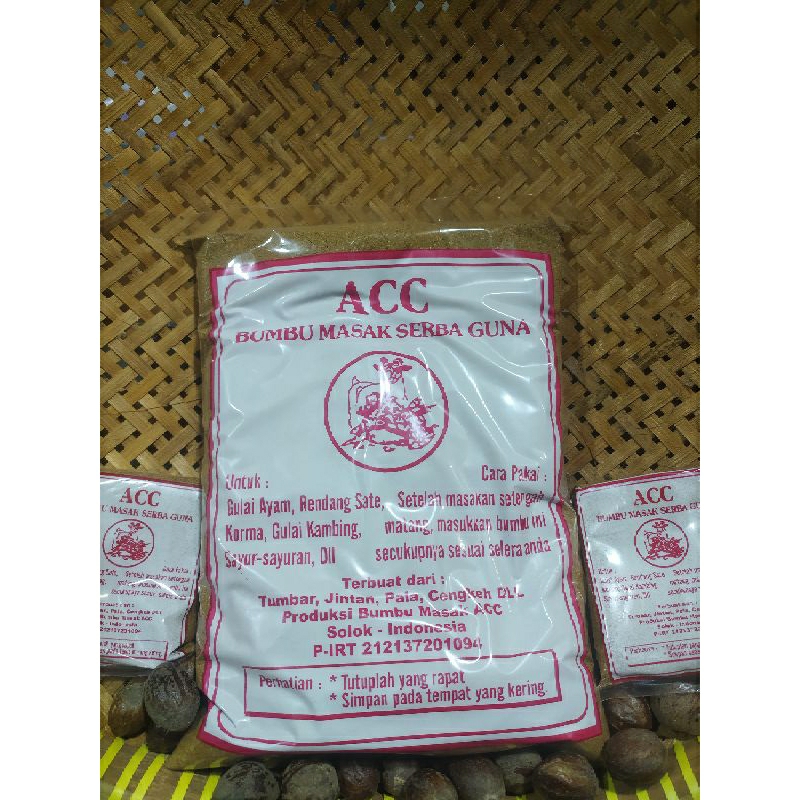 ACC
BUMBU MASAK SERBA GUNA
Untuk :
Gulai Ayam, Rendang Sate,
Korma, Gulai Kambing,
Sayur-sayuran, Dll
Cara Pakai :
Setelah masakan setengah
matang, masukkan bumbu ini
secukupnya sesuai selera anda
Terbuat dari :
Tumbar, Jintan, Pala, Cengkeh DLL
Produksi Bumbu Masak ACC
Solok - Indonesia
P-IRT 212137201094
Perhatian : * Tutuplah yang rapat
* Simpan pada tempat yang kering
ACC
BUMBU MASAK SERBA GUNA
ACC
BUMBU MASAK SERBA GUNA